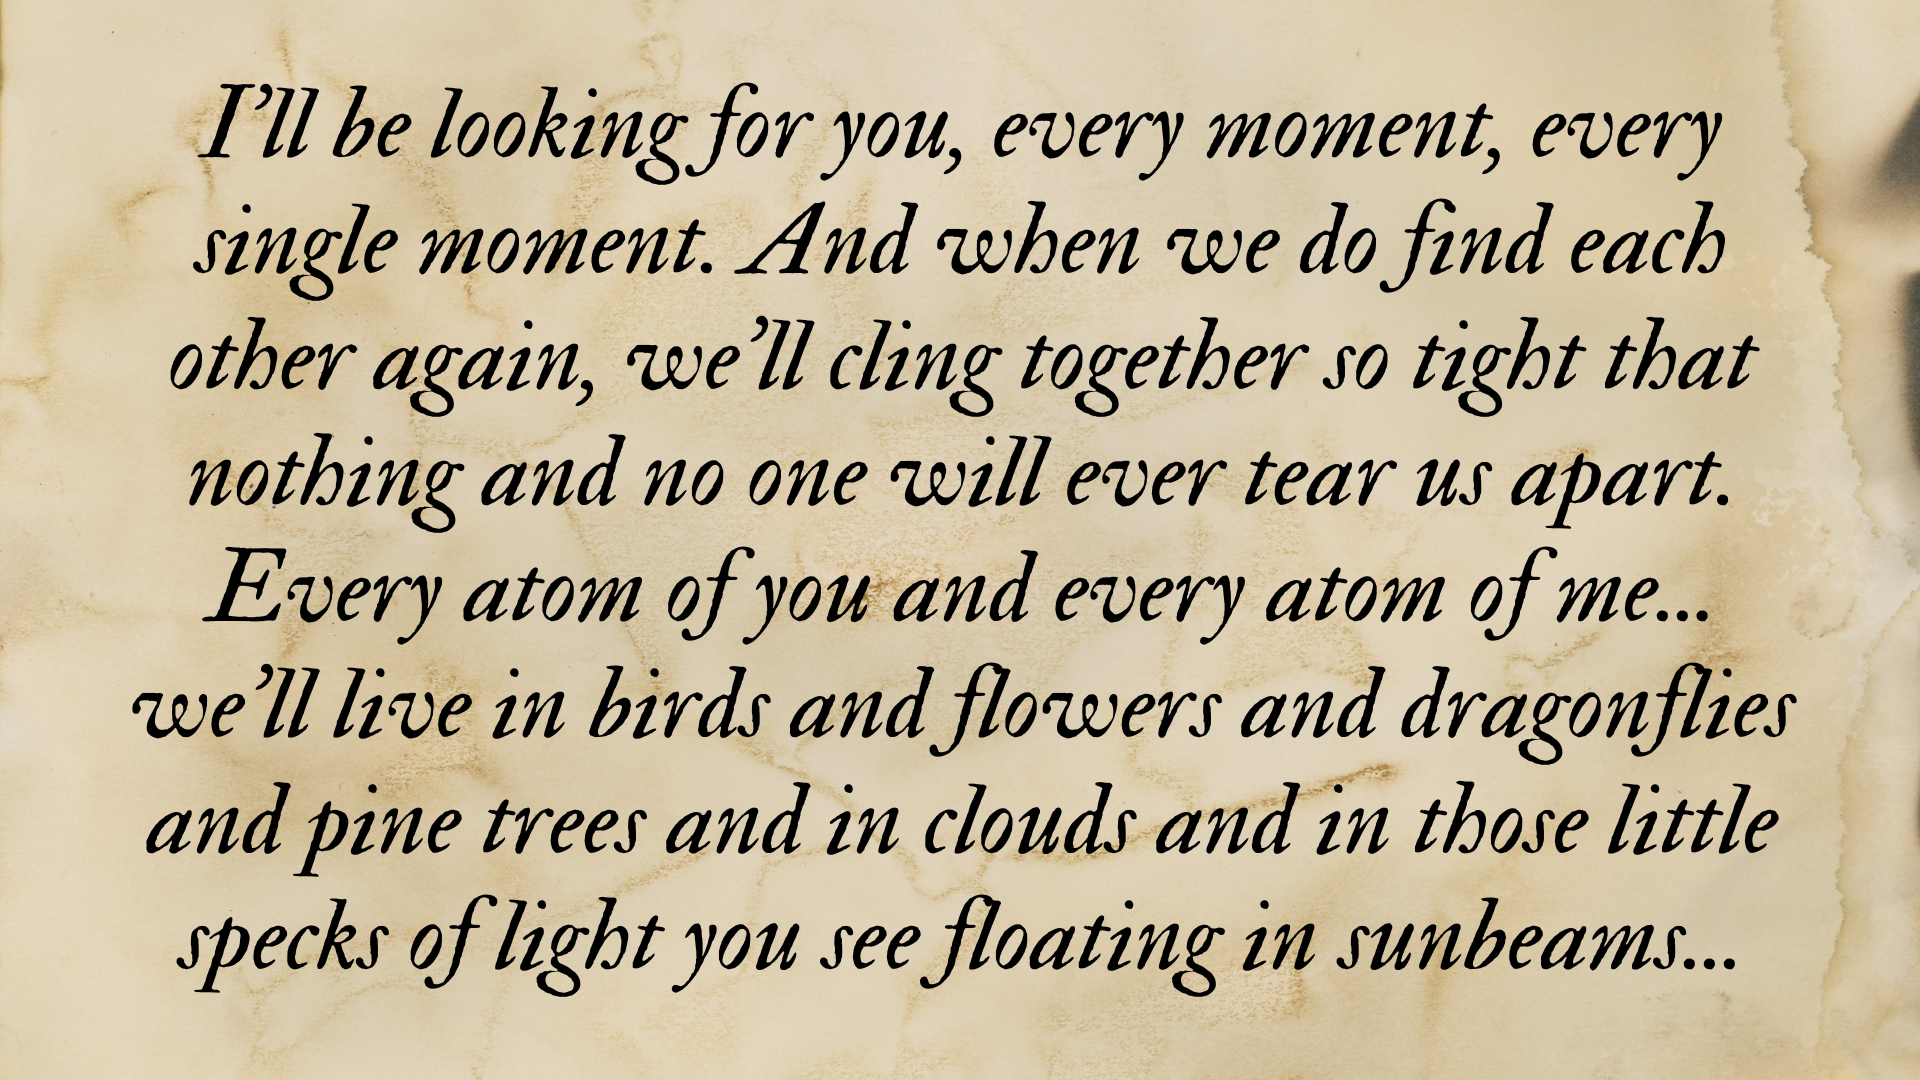 I’ll be looking for you, every moment, every
single moment. And when we do find each
other again, we’ll cling together so tight that
nothing and no one will ever tear us apart.
Every atom of you and every atom of me...
we’ll live in birds and flowers and dragonflies
and pine trees and in clouds and in those little
specks of light you see floating in sunbeams...